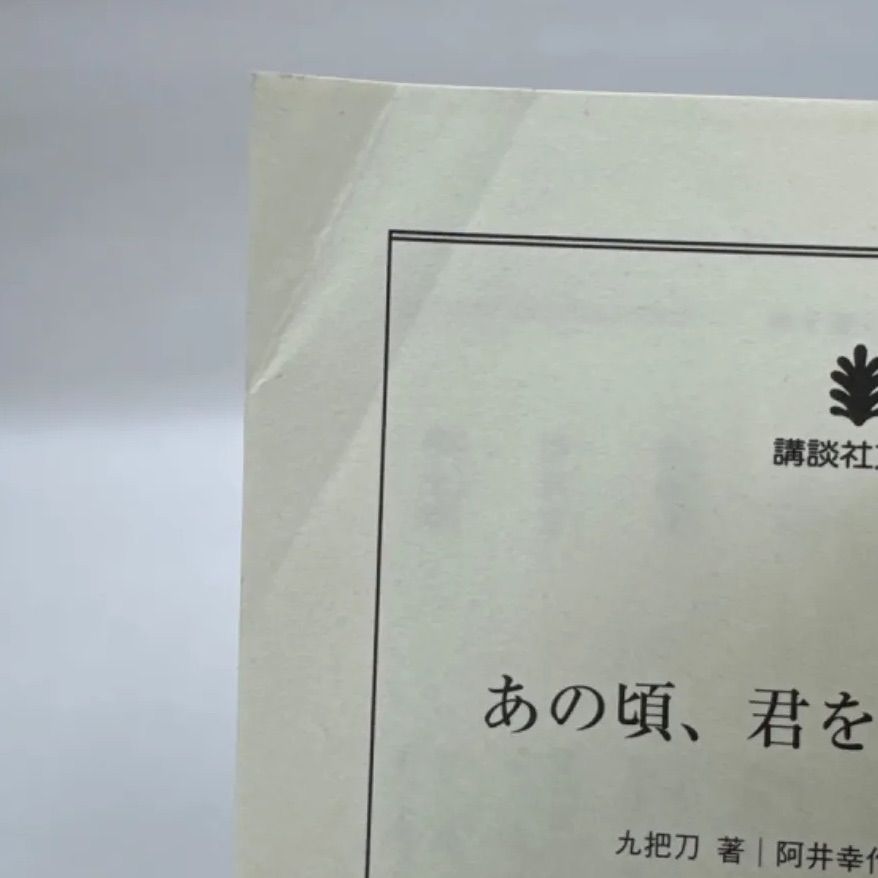 講談社
あの頃、君を
九把刀 著｜阿井幸